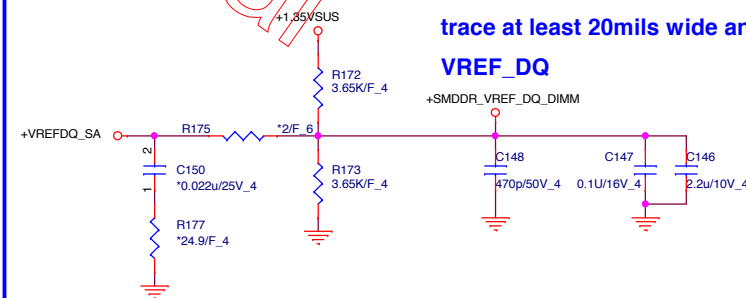 +1.35VSUS
trace at least 20mils wide an
VREF_DQ
R172
3.65K/F_4
+SMDDR_VREF_DQ_DIMM
+VREFDQ_SA
R175
*2/F_6
2
1
C150
*0.022u/25V_4
R173
3.65K/F_4
C148
470p/50V_4
C147
0.1U/16V_4
C146
2.2u/10V_4
R177
*24.9/F_4